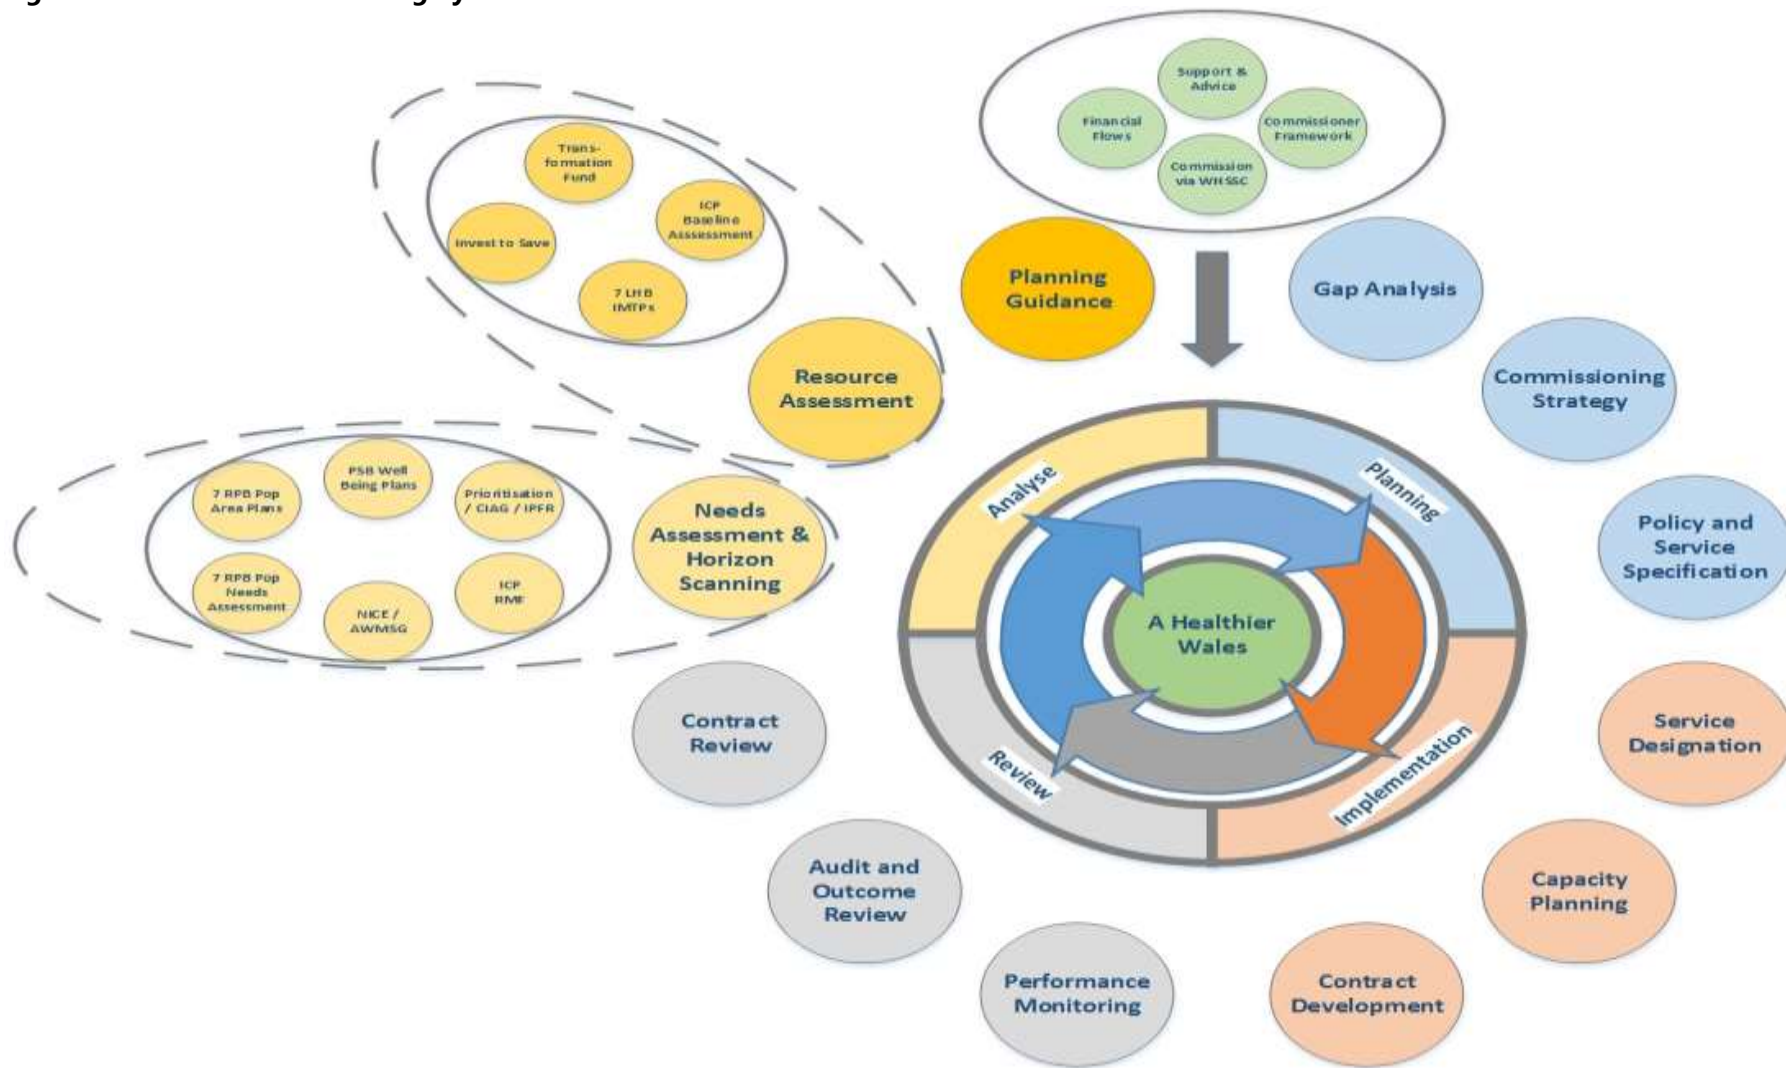 Support &
Advice
Financial
Flows
Commissioner
Framework
Commission
via WHSSC
Trans-
formation
Fund
ICP
Baseline
Asssessment
Invest to Save
7 LHB
IMTPs
Planning
Guidance
Gap Analysis
Resource
Assessment
Commissioning
Strategy
PSB Well
Being Plans
7 RPB Pop
Area Plans
Prioritisation
/ CIAG / IPFR
7 RPB Pop
Needs
Assessment
NICE /
AWMSG
ICP
RMF
Needs
Assessment &
Horizon
Scanning
Analyse
Planning
Policy and
Service
Specification
A Healthier
Wales
Contract
Review
Review
Implementation
Service
Designation
Audit and
Outcome
Review
Capacity
Planning
Performance
Monitoring
Contract
Development